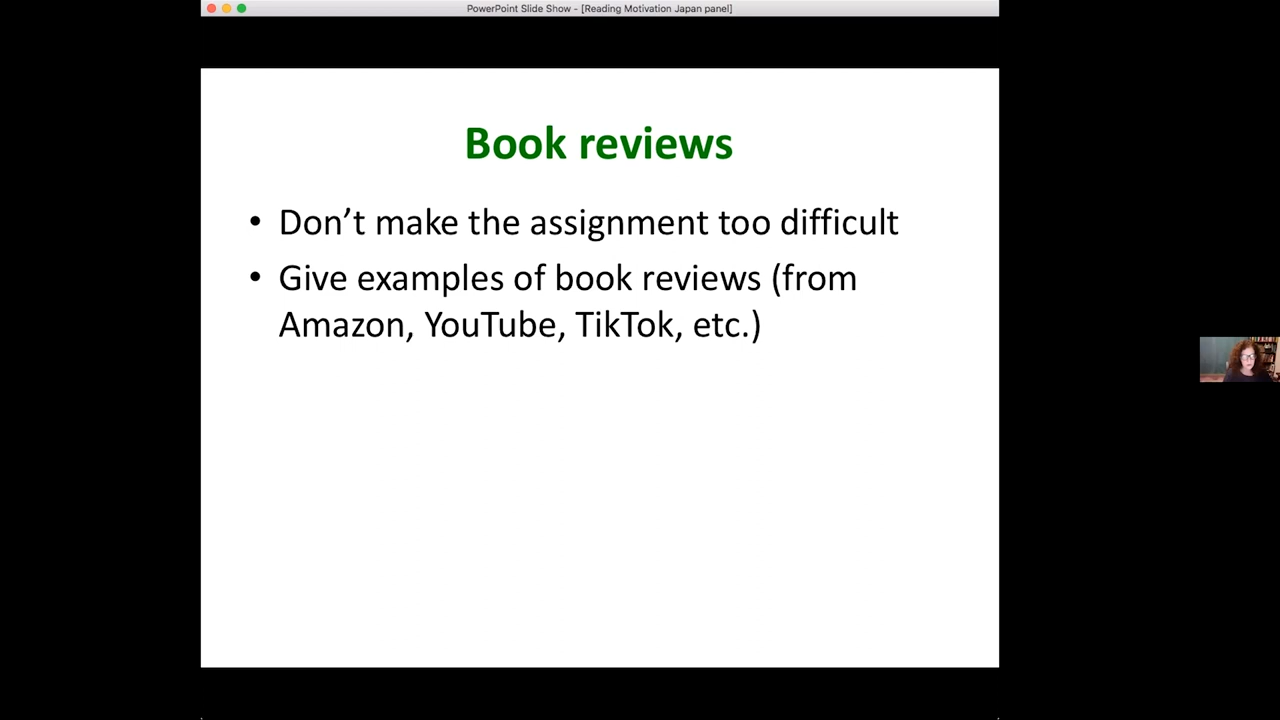 PowerPoint Slide Show - [Reading Motivation Japan panel]
Book reviews
• Don’t make the assignment too difficult
• Give examples of book reviews (from
Amazon, YouTube, TikTok, etc.)